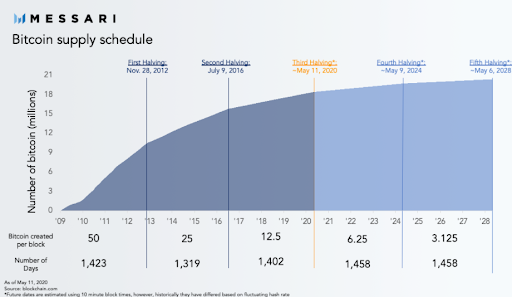 MESSARI
Bitcoin supply schedule
First Halving: Second Halving: Third Halving*: Fourth Halving*: Fifth Halving*:
Nov. 28, 2012 July 9, 2016 ~May 11, 2020 ~May 9, 2024 ~May 6, 2028
Number of bitcoin (millions)
21
18
15
12
9
6
3
0
'09 '10 '11 '12 '13 '14 '15 '16 '17 '18 '19 '20 '21 '22 '23 '24 '25 '26 '27 '28
Bitcoin created
per block
50 25 12.5 6.25 3.125
Number of
Days
1,423 1,319 1,402 1,458 1,458
As of May 11, 2020
Source: blockchain.com
*Future dates are estimated using 10 minute block times, however, historically they have differed based on fluctuating hash rate